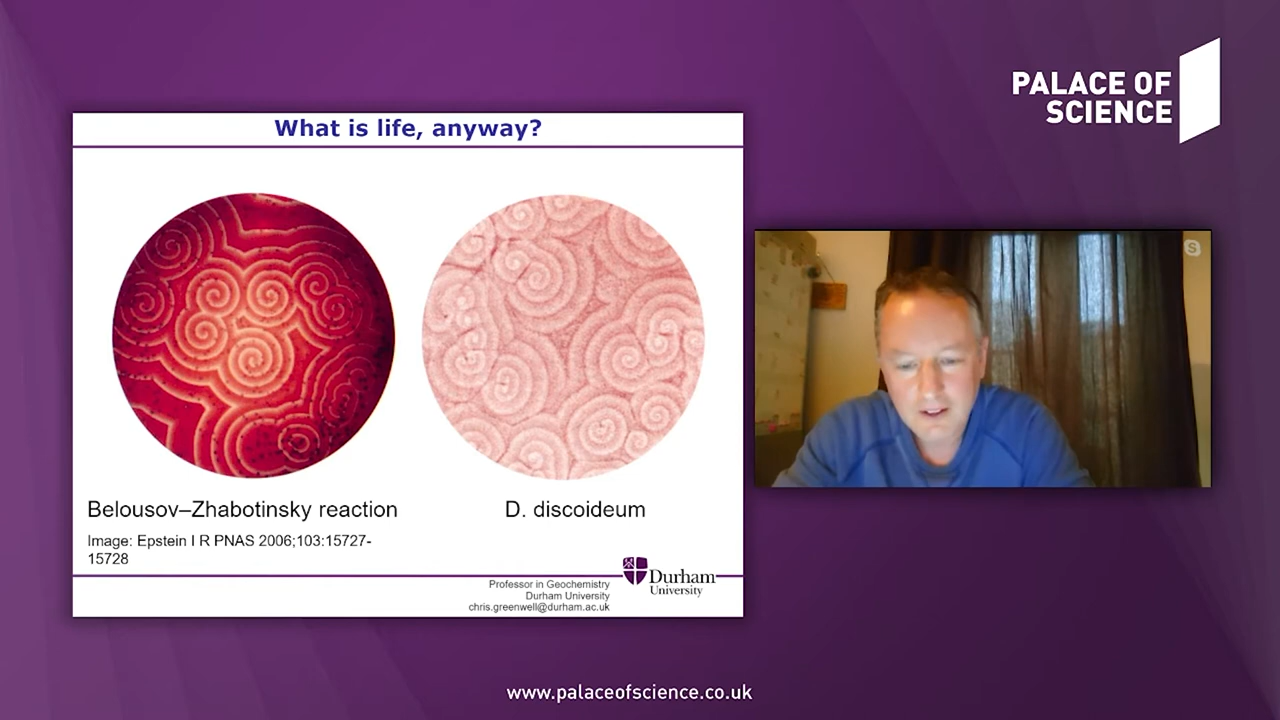 PALACE OF
SCIENCE
What is life, anyway?
Belousov–Zhabotinsky reaction
D. discoideum
Image: Epstein I R PNAS 2006;103:15727-
15728
Professor in Geochemistry
Durham University
chris.greenwell@durham.ac.uk
Durham
University
S
www.palaceofscience.co.uk